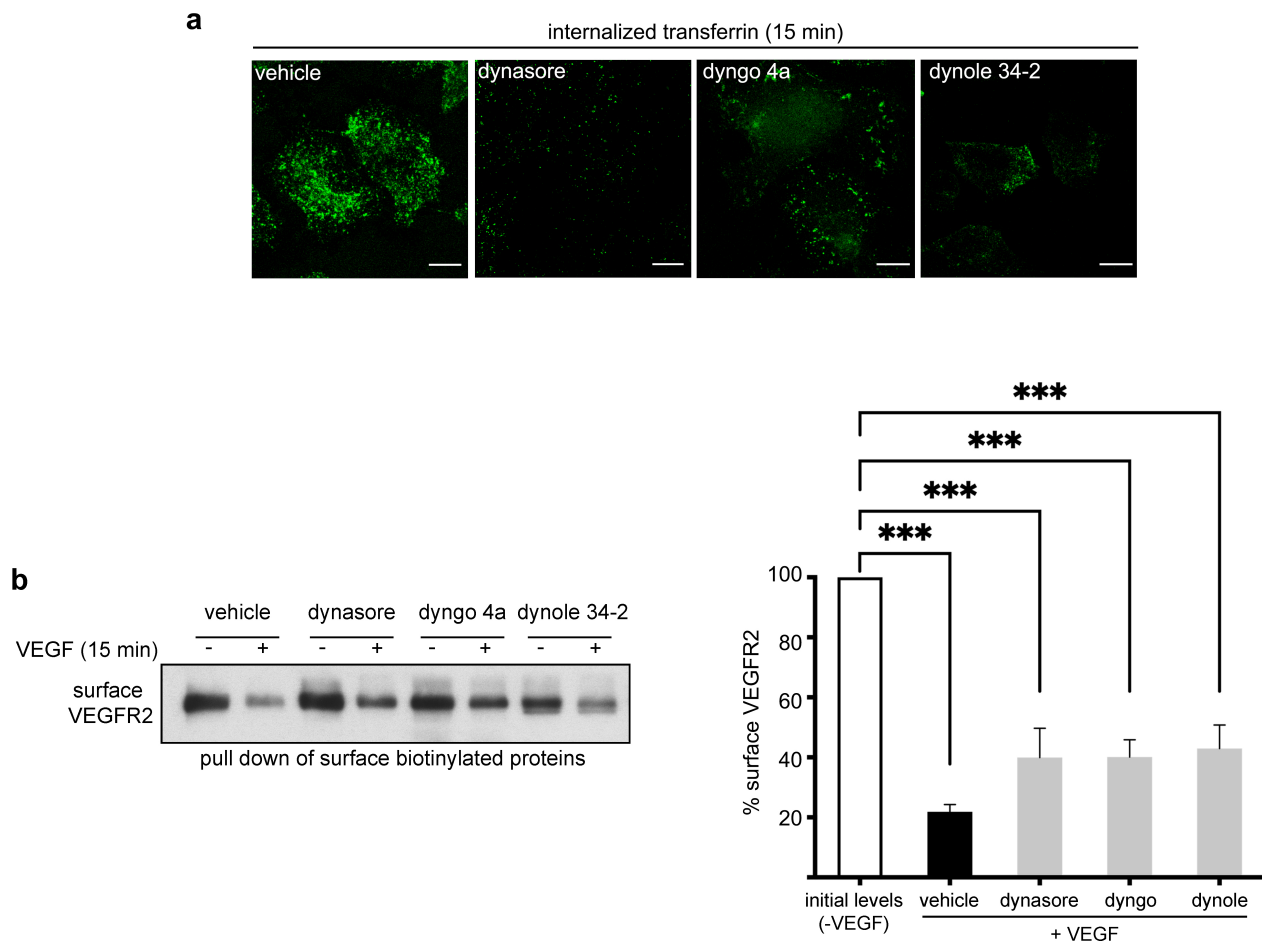 a
internalized transferrin (15 min)
vehicle
dynasore
dyngo 4a
dynole 34-2
b
vehicle
dynasore
dyngo 4a
dynole 34-2
VEGF (15 min)
- + - + - + - +
surface
VEGFR2
pull down of surface biotinylated proteins
***
***
***
***
% surface VEGFR2
100
80
60
40
20
initial levels
(-VEGF)
vehicle
dynasore
dyngo
dynole
+ VEGF